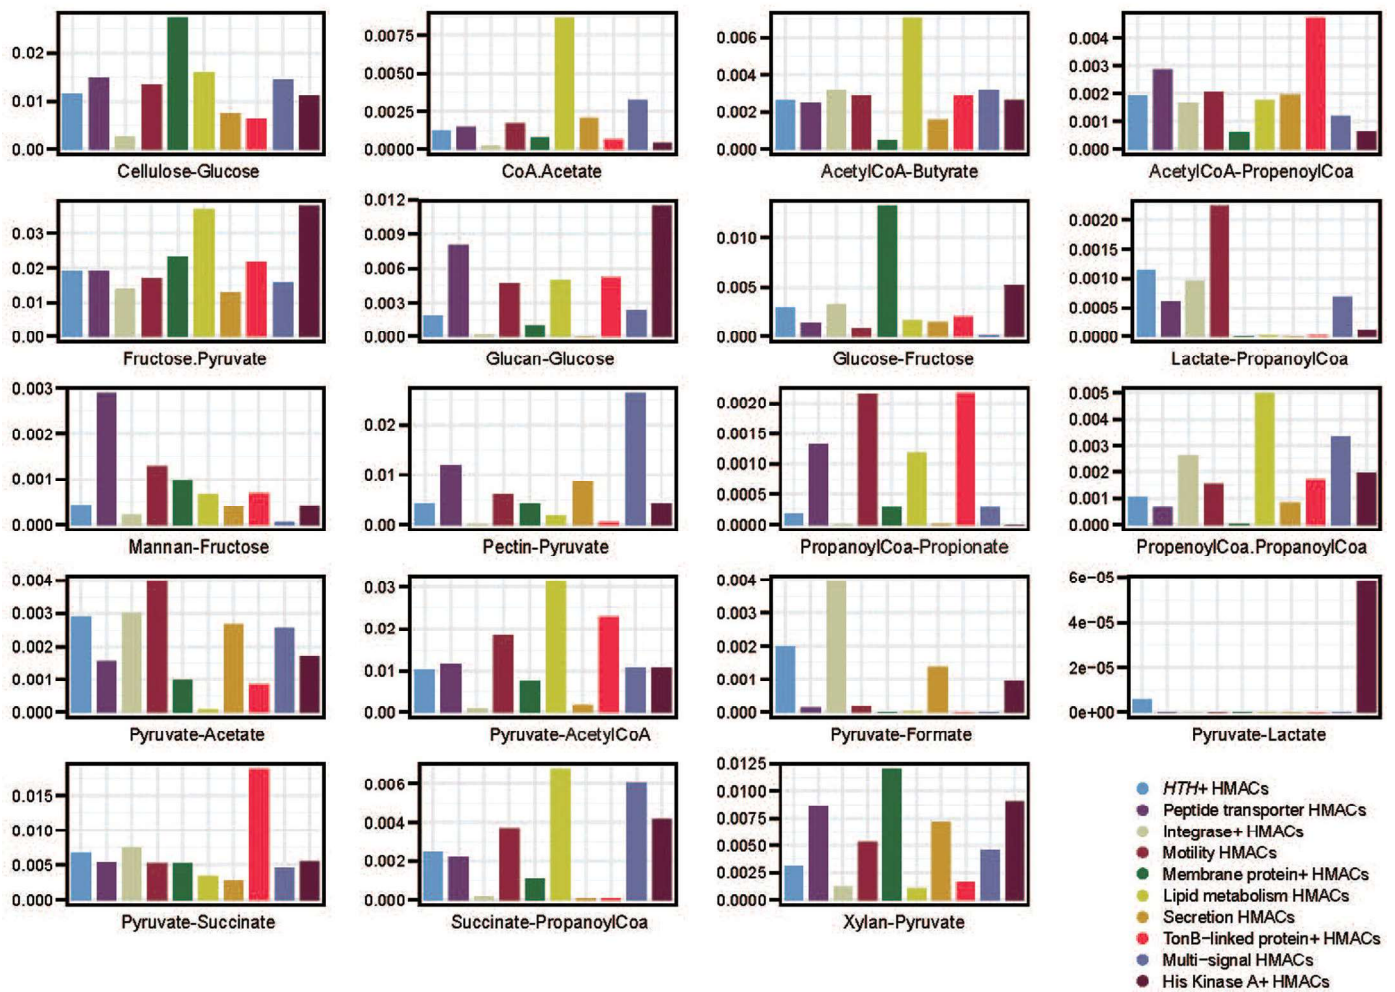 0.02
0.01
0.00
Cellulose-Glucose
0.0075
0.0050
0.0025
0.0000
CoA.Acetate
0.006
0.004
0.002
0.000
AcetylCoA-Butyrate
0.004
0.003
0.002
0.001
0.000
AcetylCoA-PropenoylCoa
0.03
0.02
0.01
0.00
Fructose.Pyruvate
0.012
0.009
0.006
0.003
0.000
Glucan-Glucose
0.010
0.005
0.000
Glucose-Fructose
0.0020
0.0015
0.0010
0.0005
0.0000
Lactate-PropanoylCoa
0.003
0.002
0.001
0.000
Mannan-Fructose
0.02
0.01
0.00
Pectin-Pyruvate
0.0020
0.0015
0.0010
0.0005
0.0000
PropanoylCoa-Propionate
0.005
0.004
0.003
0.002
0.001
0.000
PropenoylCoa.PropanoylCoa
0.004
0.003
0.002
0.001
0.000
Pyruvate-Acetate
0.03
0.02
0.01
0.00
Pyruvate-AcetylCoA
0.004
0.003
0.002
0.001
0.000
Pyruvate-Formate
6e-05
4e-05
2e-05
0e+00
Pyruvate-Lactate
0.015
0.010
0.005
0.000
Pyruvate-Succinate
0.006
0.004
0.002
0.000
Succinate-PropanoylCoa
0.0125
0.0100
0.0075
0.0050
0.0025
0.0000
Xylan-Pyruvate
HTH+ HMACs
Peptide transporter HMACs
Integrase+ HMACs
Motility HMACs
Membrane protein+ HMACs
Lipid metabolism HMACs
Secretion HMACs
TonB-linked protein+ HMACs
Multi-signal HMACs
His Kinase A+ HMACs